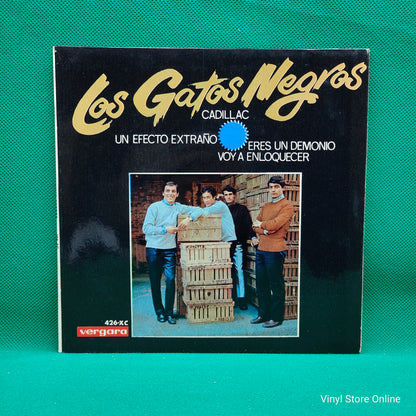 Los Gatos Negros
CADILLAC
UN EFECTO EXTRAÑO
ERES UN DEMONIO
VOY A ENLOQUECER
426-XC
vergara
Vinyl Store Online